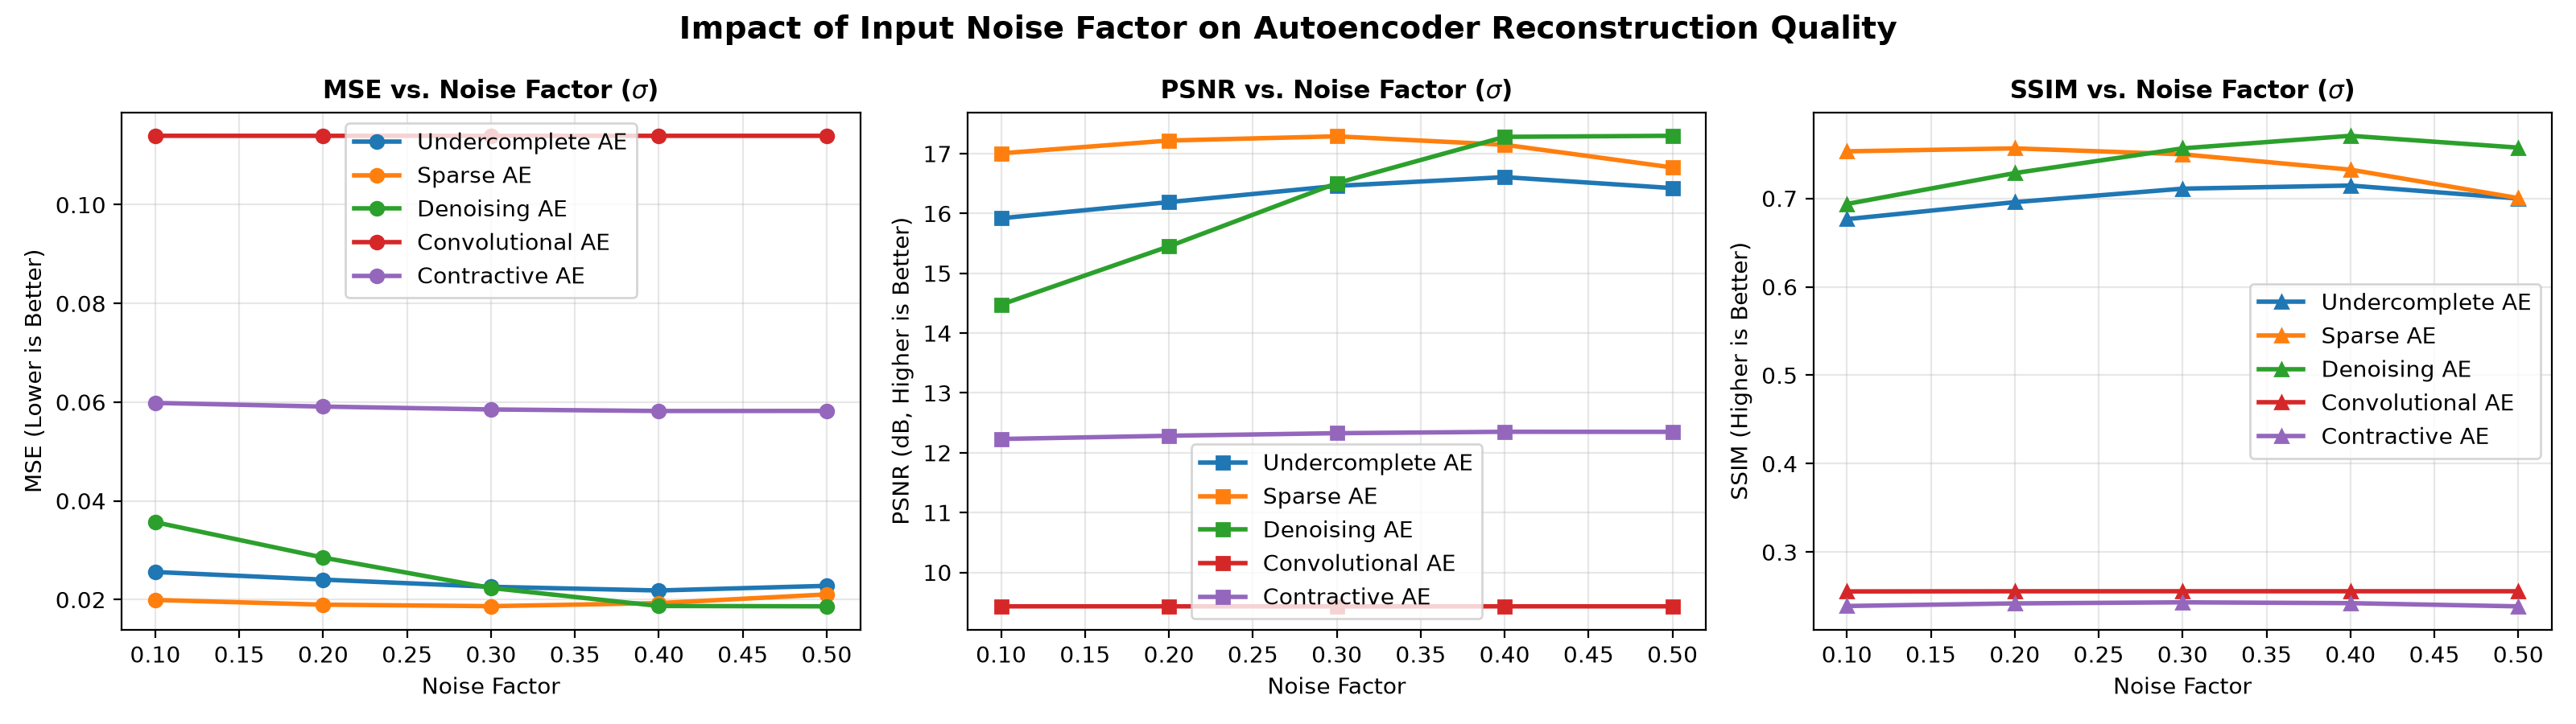 Impact of Input Noise Factor on Autoencoder Reconstruction Quality
MSE vs. Noise Factor (σ)
MSE (Lower is Better)
0.10
0.08
0.06
0.04
0.02
Undercomplete AE
Sparse AE
Denoising AE
Convolutional AE
Contractive AE
0.10 0.15 0.20 0.25 0.30 0.35 0.40 0.45 0.50
Noise Factor
PSNR vs. Noise Factor (σ)
PSNR (dB, Higher is Better)
17
16
15
14
13
12
11
10
Undercomplete AE
Sparse AE
Denoising AE
Convolutional AE
Contractive AE
0.10 0.15 0.20 0.25 0.30 0.35 0.40 0.45 0.50
Noise Factor
SSIM vs. Noise Factor (σ)
SSIM (Higher is Better)
0.7
0.6
0.5
0.4
0.3
Undercomplete AE
Sparse AE
Denoising AE
Convolutional AE
Contractive AE
0.10 0.15 0.20 0.25 0.30 0.35 0.40 0.45 0.50
Noise Factor